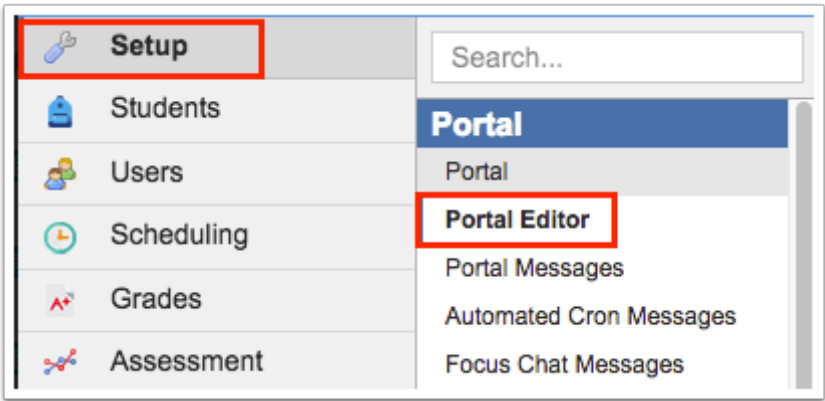 Setup
Students
Users
Scheduling
Grades
Assessment
Search...
Portal
Portal
Portal Editor
Portal Messages
Automated Cron Messages
Focus Chat Messages